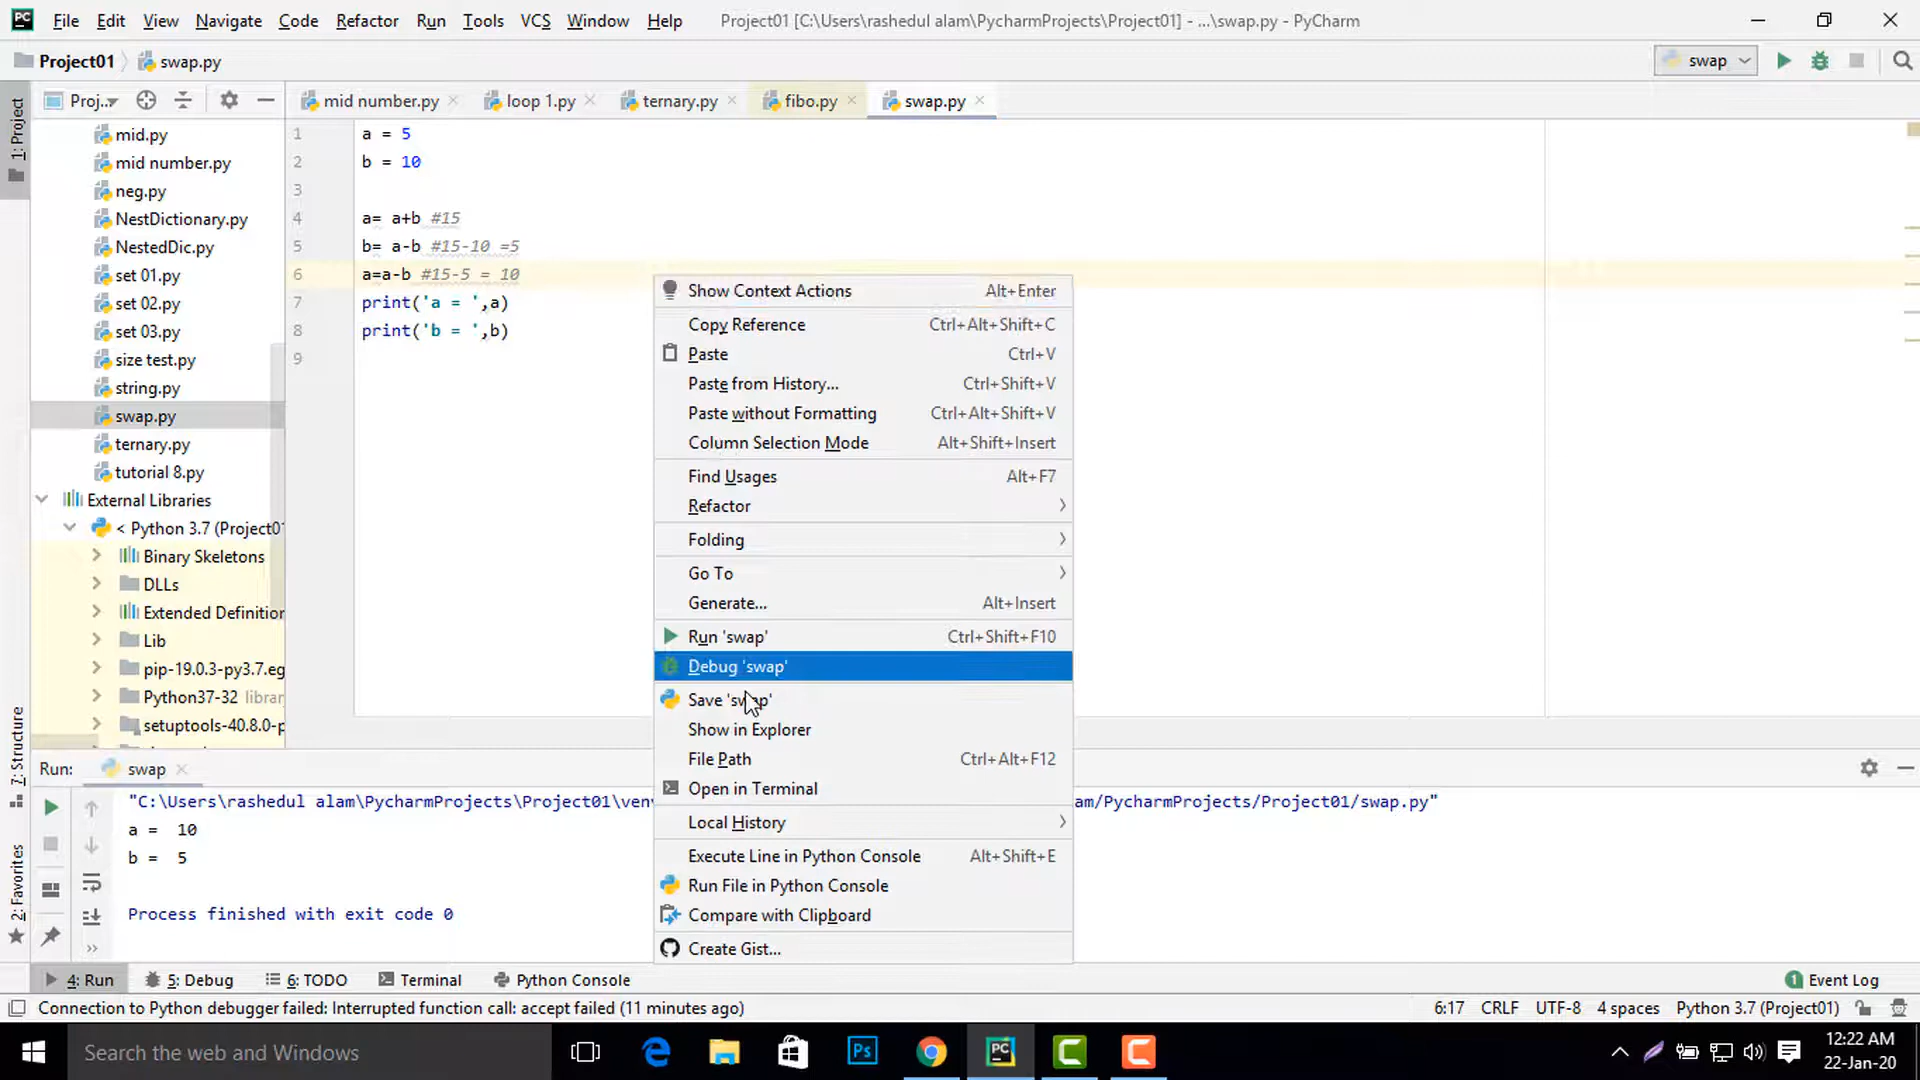 PC File Edit View Navigate Code Refactor Run Tools VCS Window Help Project01 [C:\Users\rashedul alam\PycharmProjects\Project01] - ...\swap.py - PyCharm
Project01 swap.py swap
1: Project
Proj... mid number.py loop 1.py ternary.py fibo.py swap.py
mid.py
mid number.py
neg.py
NestDictionary.py
NestedDic.py
set 01.py
set 02.py
set 03.py
size test.py
string.py
swap.py
ternary.py
tutorial 8.py
External Libraries
< Python 3.7 (Project01
Binary Skeletons
DLLs
Extended Definition
Lib
pip-19.0.3-py3.7.eg
Python37-32 library
setuptools-40.8.0-p
1 a = 5
2 b = 10
3
4 a= a+b #15
5 b= a-b #15-10 =5
6 a=a-b #15-5 = 10
7 print('a = ',a)
8 print('b = ',b)
9
Show Context Actions Alt+Enter
Copy Reference Ctrl+Alt+Shift+C
Paste Ctrl+V
Paste from History... Ctrl+Shift+V
Paste without Formatting Ctrl+Alt+Shift+V
Column Selection Mode Alt+Shift+Insert
Find Usages Alt+F7
Refactor
Folding
Go To
Generate... Alt+Insert
Run 'swap' Ctrl+Shift+F10
Debug 'swap'
Save 'swap'
Show in Explorer
File Path Ctrl+Alt+F12
Open in Terminal
Local History
Execute Line in Python Console Alt+Shift+E
Run File in Python Console
Compare with Clipboard
Create Gist...
7: Structure
2: Favorites
Run: swap
"C:\Users\rashedul alam\PycharmProjects\Project01\venv am/PycharmProjects/Project01/swap.py"
a =  10
b =  5
Process finished with exit code 0
4: Run 5: Debug 6: TODO Terminal Python Console 1 Event Log
Connection to Python debugger failed: Interrupted function call: accept failed (11 minutes ago) 6:17 CRLF UTF-8 4 spaces Python 3.7 (Project01)
Search the web and Windows Ps PC 12:22 AM
22-Jan-20